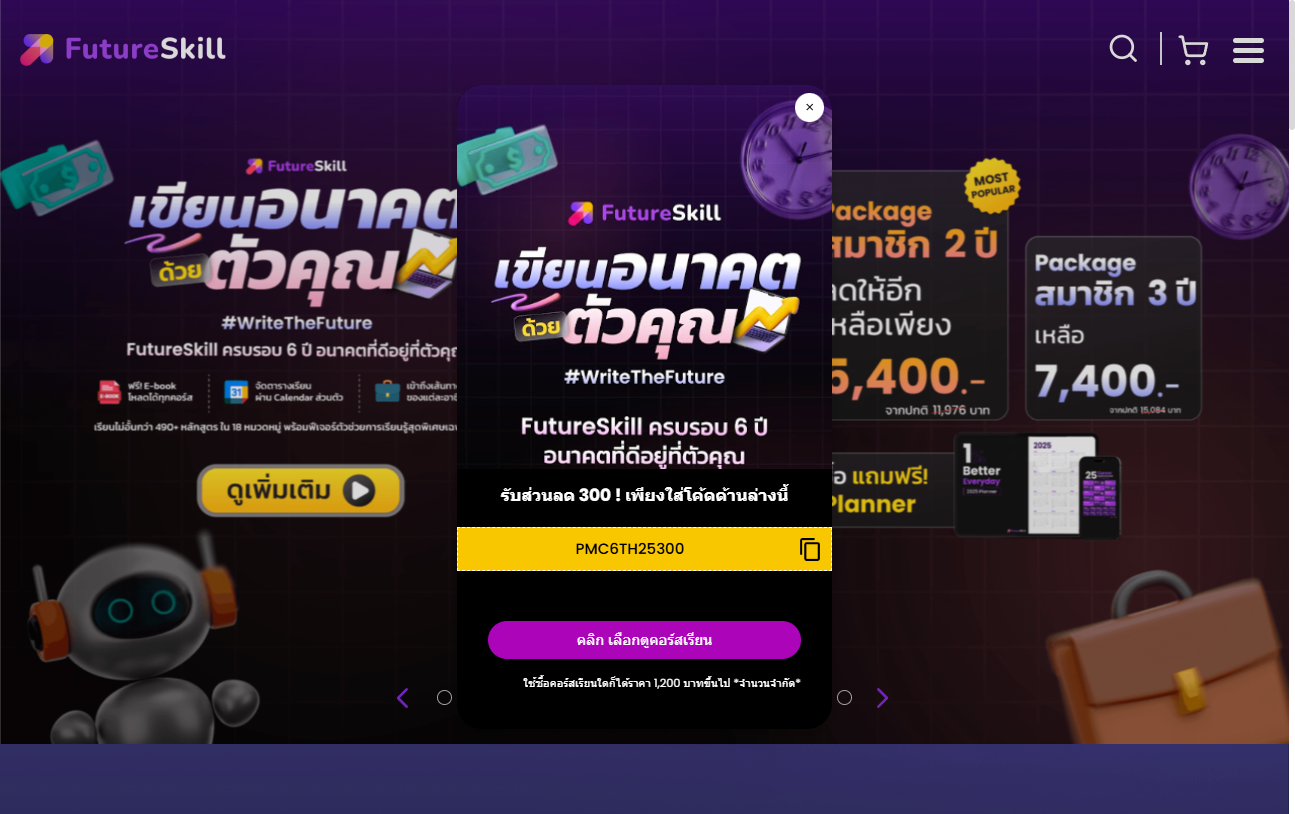 FutureSkill
FutureSkill
เขียนอนาค
ด้วย ตัวคุณ
#WriteTheFuture
FutureSkill ครบรอบ 6 ปี อนาคตที่ดีอยู่ที่ตัวคุ
ฟรี! E-book
โหลดได้ทุกคอร์ส
E-BOOK
31
จัดตารางเรียน
ผ่าน Calendar ส่วนตัว
เข้าถึงเส้นทา
ของแต่ละอาชี
เรียนไม่อั้นกว่า 490+ หลักสูตร ใน 18 หมวดหมู่ พร้อมฟีเจอร์ตัวช่วยการเรียนรู้สุดพิเศษเฉ
ดูเพิ่มเติม
×
FutureSkill
เขียนอนาคต
ด้วย ตัวคุณ
#WriteTheFuture
FutureSkill ครบรอบ 6 ปี
อนาคตที่ดีอยู่ที่ตัวคุณ
รับส่วนลด 300 ! เพียงใส่โค้ดด้านล่างนี้
PMC6TH25300
คลิก เลือกดูคอร์สเรียน
ใช้ซื้อคอร์สเรียนใดก็ได้ราคา 1,200 บาทขึ้นไป *จำนวนจำกัด*
MOST
POPULAR
Package
สมาชิก 2 ปี
ลดให้อีก
เหลือเพียง
5,400.-
จากปกติ 11,976 บาท
Package
สมาชิก 3 ปี
เหลือ
7,400.-
จากปกติ 15,084 บาท
อ แถมฟรี!
Planner
1
Better
Everyday
2025 Planner
2025
25